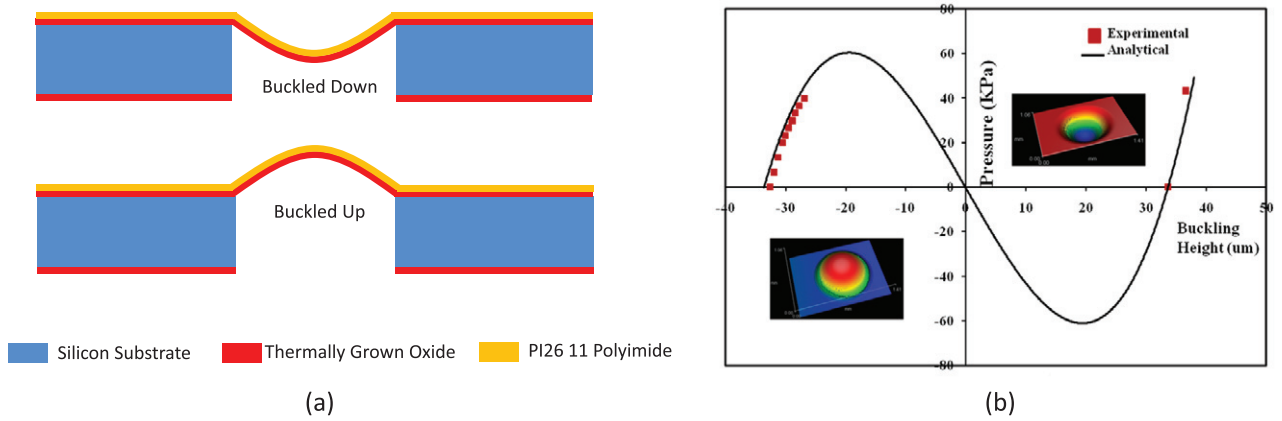 Buckled Down
Buckled Up
Silicon Substrate
Thermally Grown Oxide
PI26 11 Polyimide
(a)
80
60
40
20
0
-20
-40
-60
-80
-40
-30
-20
-10
0
10
20
30
40
50
Pressure (KPa)
Experimental
Analytical
Buckling
Height (um)
mm
mm
(b)